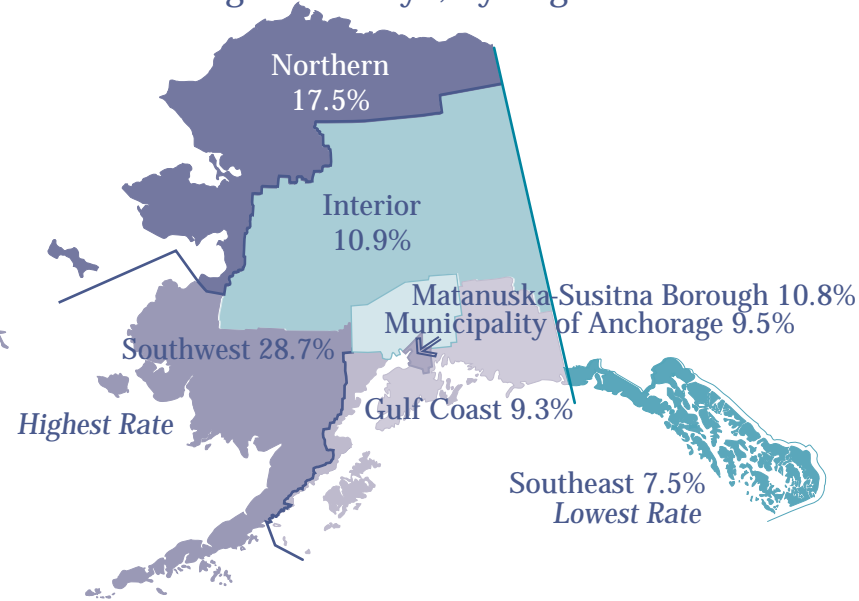 Northern
17.5%
Interior
10.9%
Matanuska-Susitna Borough 10.8%
Municipality of Anchorage 9.5%
Southwest 28.7%
Highest Rate
Gulf Coast 9.3%
Southeast 7.5%
Lowest Rate